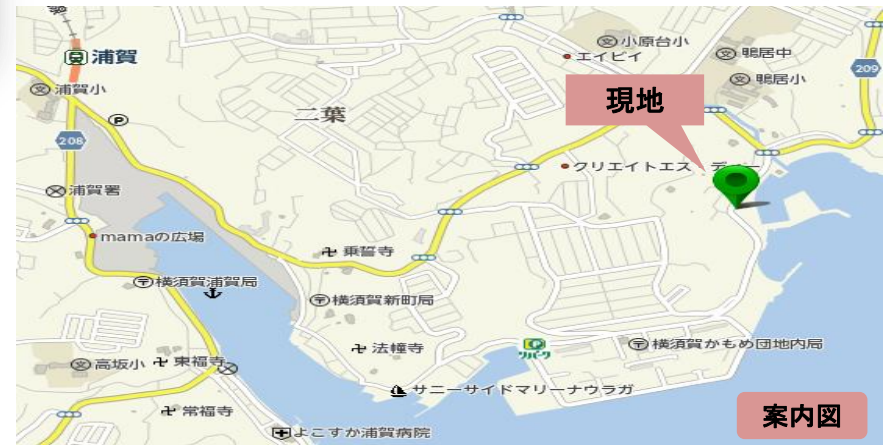 浦賀
小原台小
エイビイ
鴨居中
鴨居小
浦賀小
209
現地
二葉
P
208
クリエイトエス・ディー
浦賀署
mamaの広場
乗誓寺
横須賀浦賀局
横須賀新町局
法幢寺
リパーク
横須賀かもめ団地内局
高坂小
東福寺
サニーサイドマリーナウラガ
常福寺
よこすか浦賀病院
案内図